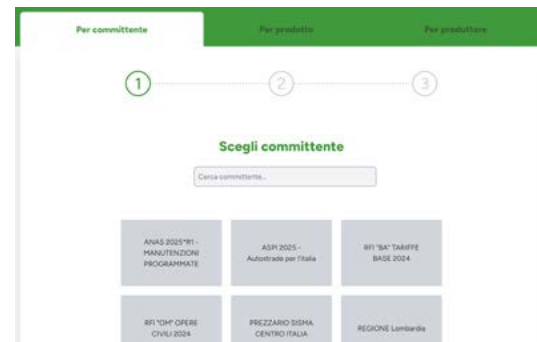 Per committente
Per prodotto
Per produttore
1
2
3
Scegli committente
Cerca committente...
ANAS 2025*R1 -
MANUTENZIONI
PROGRAMMATE
ASPI 2025 -
Autostrade per l'Italia
RFI "BA" TARIFFE
BASE 2024
RFI "OM" OPERE
CIVILI 2024
PREZZARIO SISMA
CENTRO ITALIA
REGIONE Lombardia